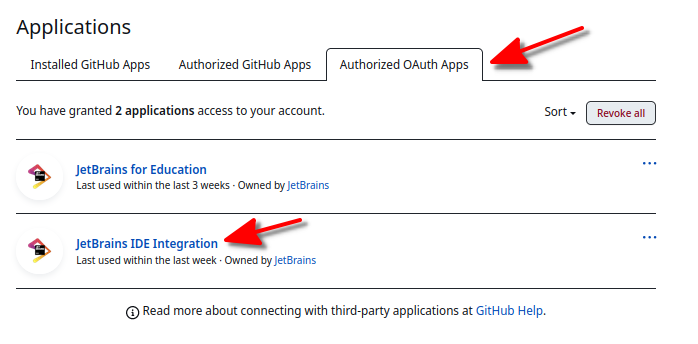 Applications
Installed GitHub Apps
Authorized GitHub Apps
Authorized OAuth Apps
You have granted 2 applications access to your account.
Sort
Revoke all
JetBrains for Education
Last used within the last 3 weeks · Owned by JetBrains
JetBrains IDE Integration
Last used within the last week · Owned by JetBrains
Read more about connecting with third-party applications at GitHub Help.